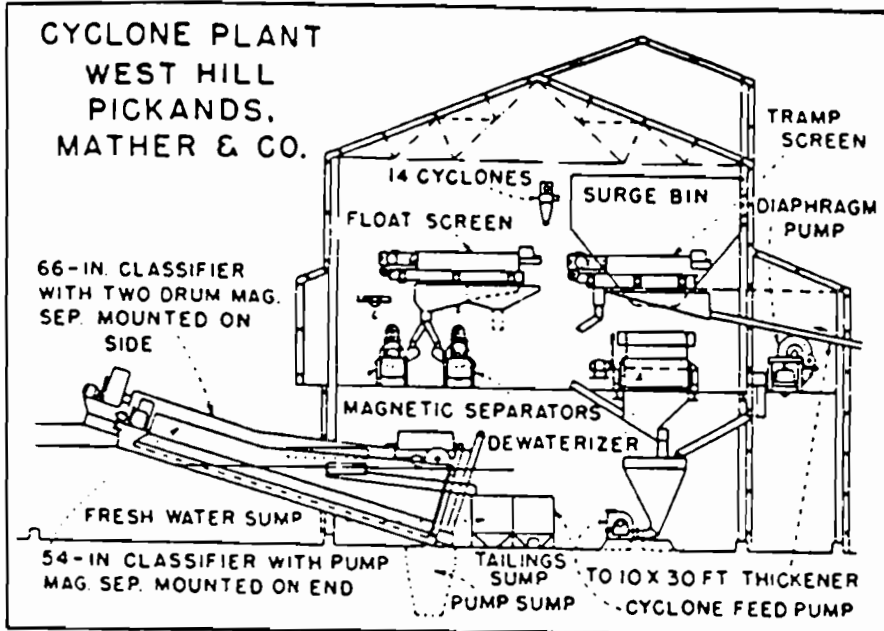 CYCLONE PLANT
WEST HILL
PICKANDS,
MATHER & CO.
TRAMP
SCREEN
14 CYCLONES
SURGE BIN
DIAPHRAGM
PUMP
FLOAT SCREEN
66-IN. CLASSIFIER
WITH TWO DRUM MAG.
SEP. MOUNTED ON
SIDE
MAGNETIC SEPARATORS
DEWATERIZER
FRESH WATER SUMP
54-IN CLASSIFIER WITH PUMP
MAG. SEP. MOUNTED ON END
TAILINGS
SUMP
PUMP SUMP
TO 10 X 30 FT THICKENER
CYCLONE FEED PUMP